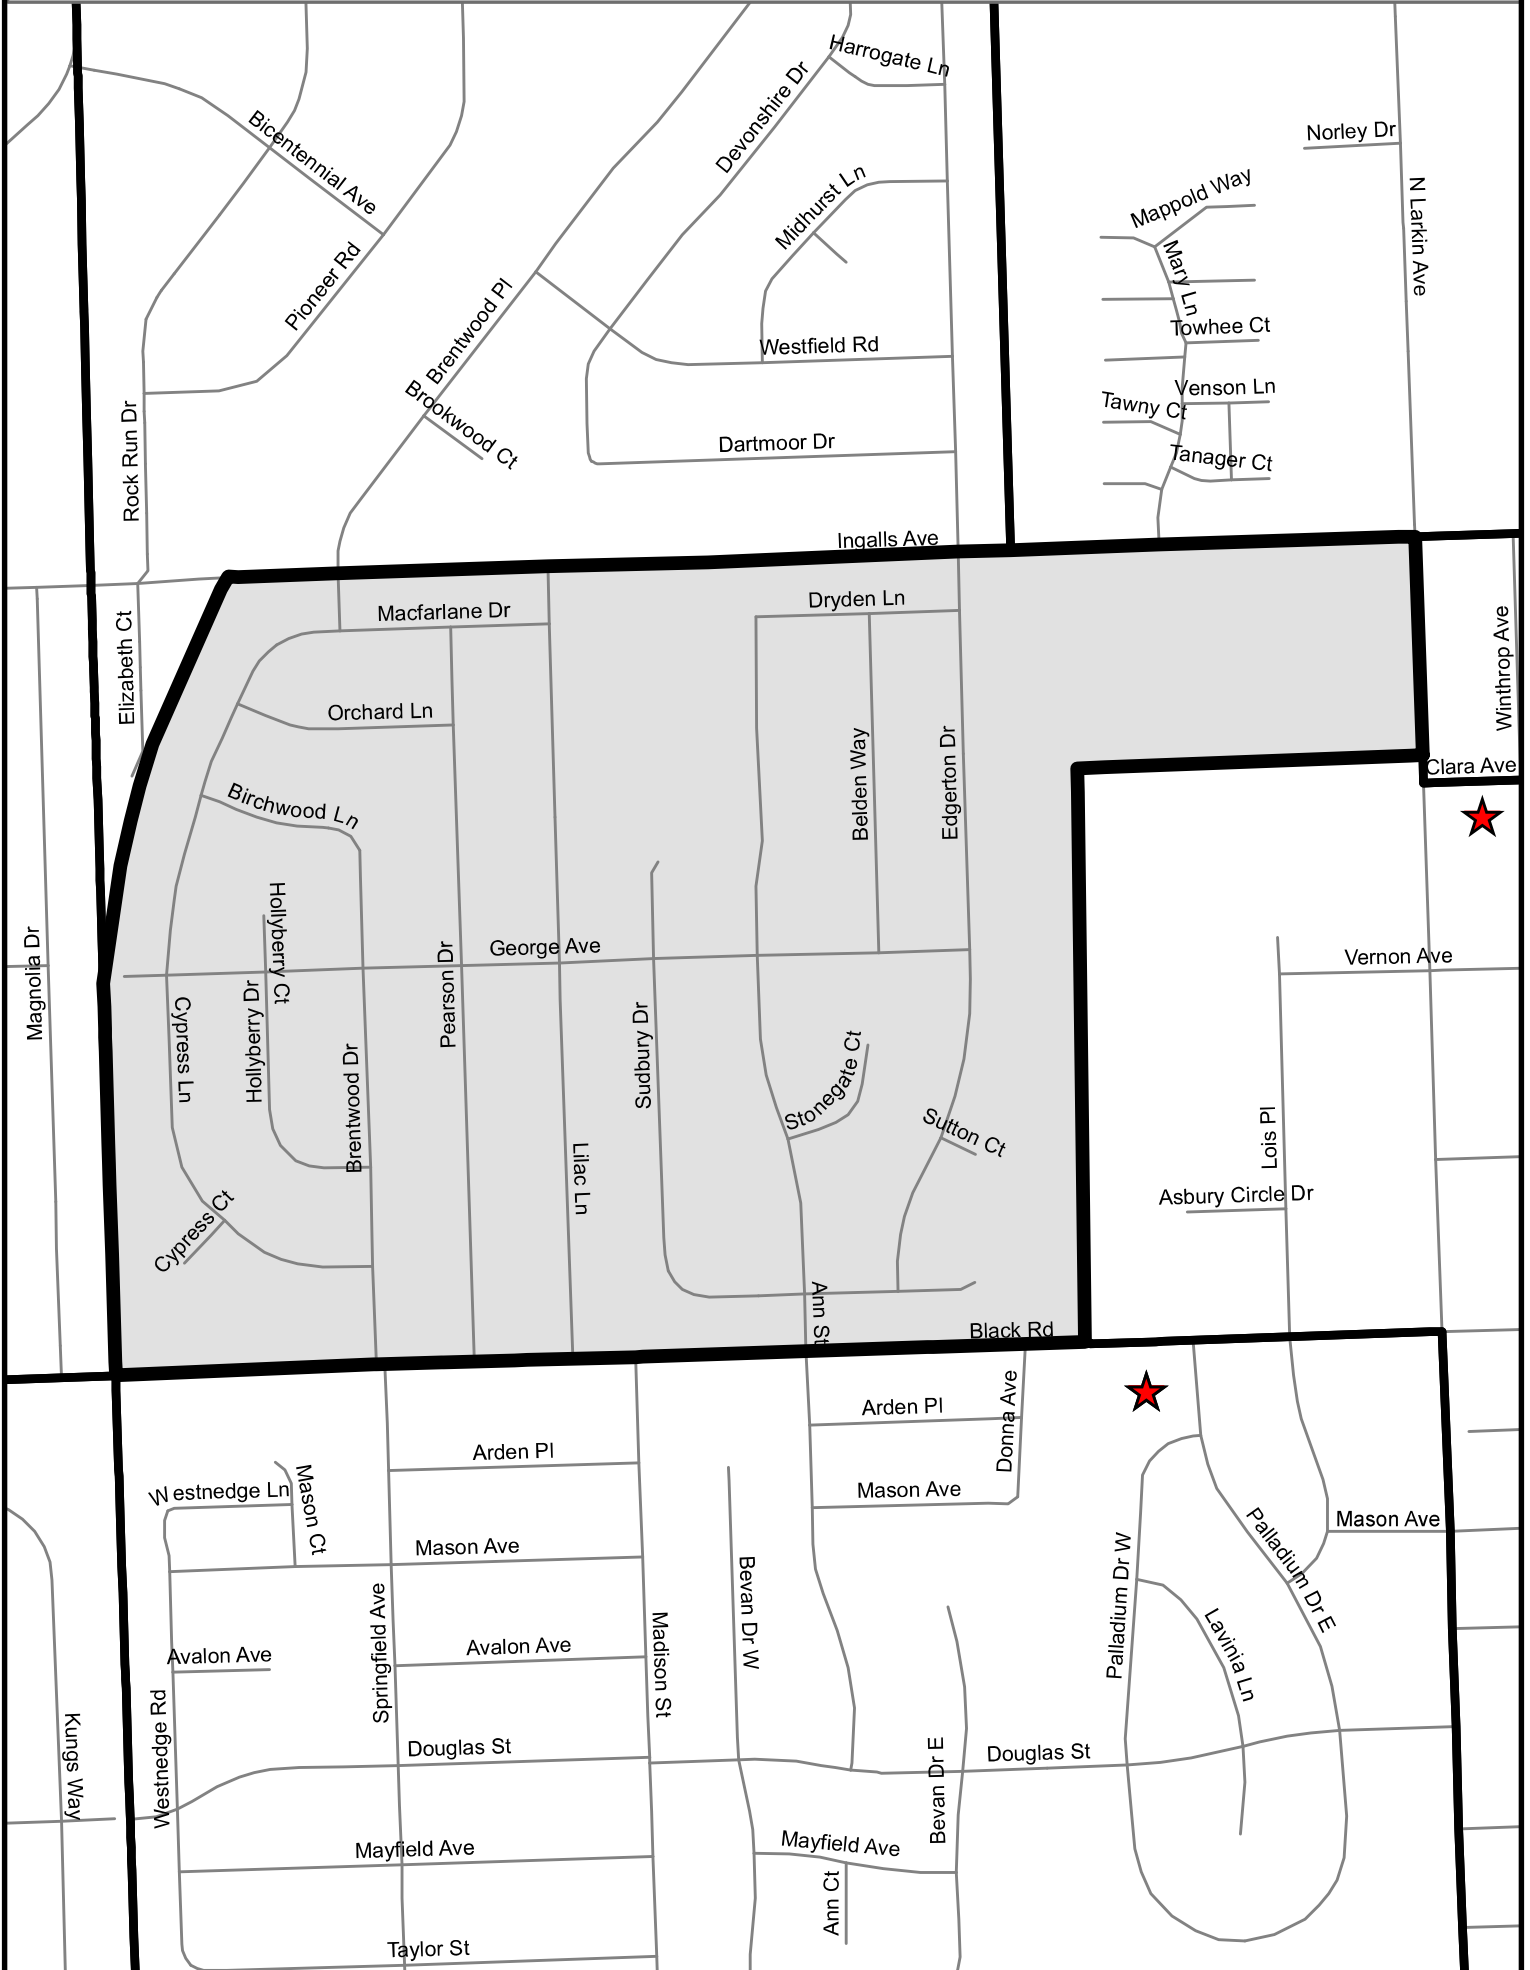 Harrogate Ln
Devonshire Dr
Norley Dr
Bicentennial Ave
Mappold Way
N Larkin Ave
Midhurst Ln
Mary Ln
Pioneer Rd
Brentwood Pl
Towhee Ct
Westfield Rd
Venson Ln
Tawny Ct
Brookwood Ct
Dartmoor Dr
Tanager Ct
Rock Run Dr
Ingalls Ave
Macfarlane Dr
Dryden Ln
Elizabeth Ct
Winthrop Ave
Orchard Ln
Belden Way
Edgerton Dr
Clara Ave
Birchwood Ln
Hollyberry Ct
Magnolia Dr
George Ave
Pearson Dr
Vernon Ave
Cypress Ln
Hollyberry Dr
Brentwood Dr
Sudbury Dr
Stonegate Ct
Sutton Ct
Lois Pl
Lilac Ln
Asbury Circle Dr
Cypress Ct
Ann St
Black Rd
Arden Pl
Donna Ave
Arden Pl
Westnedge Ln
Mason Ct
Mason Ave
Mason Ave
Mason Ave
Palladium Dr W
Palladium Dr E
Springfield Ave
Bevan Dr W
Madison St
Avalon Ave
Avalon Ave
Lavinia Ln
Kungs Way
Westnedge Rd
Douglas St
Douglas St
Bevan Dr E
Mayfield Ave
Mayfield Ave
Ann Ct
Taylor St